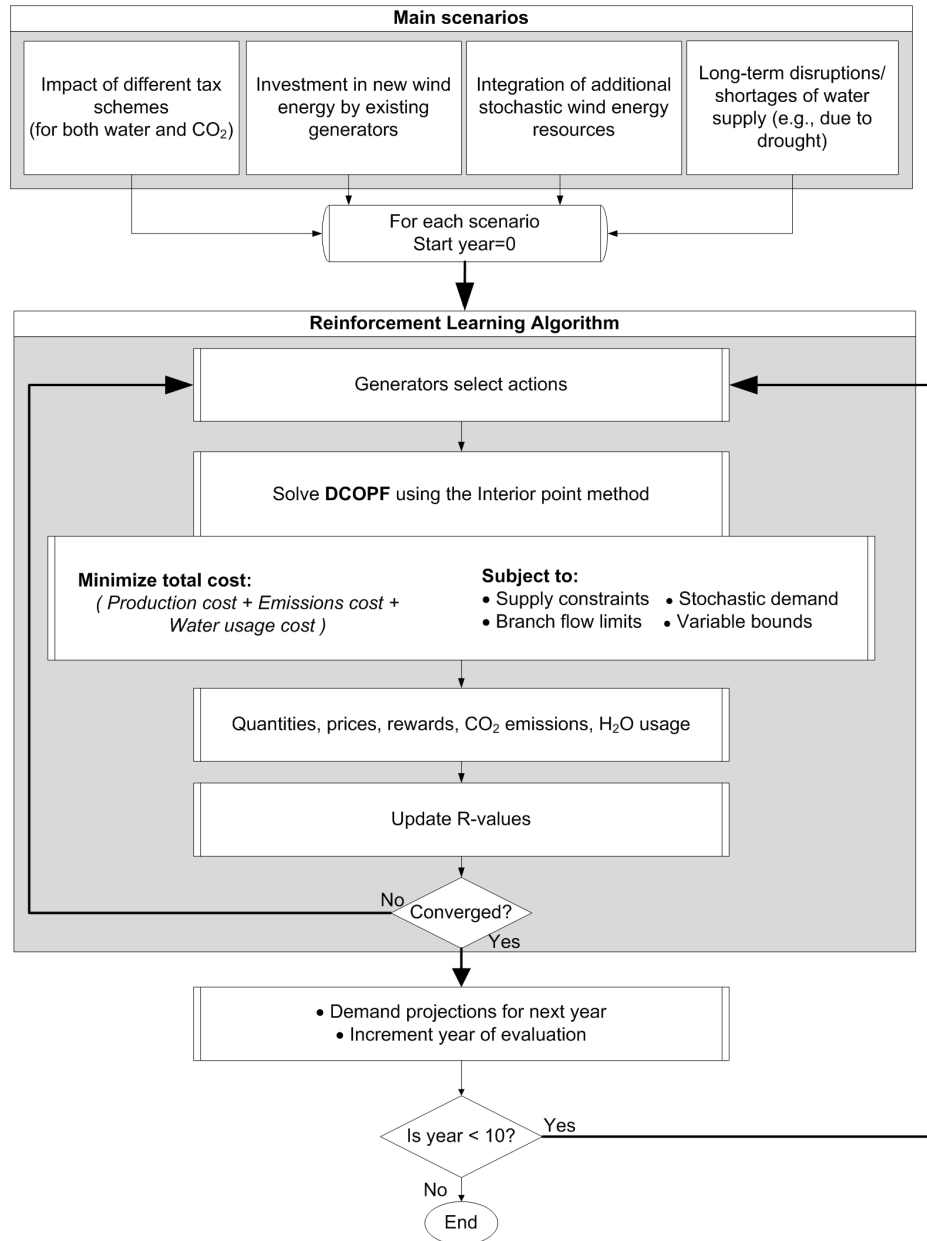 Main scenarios
Impact of different tax
schemes
(for both water and CO₂)
Investment in new wind
energy by existing
generators
Integration of additional
stochastic wind energy
resources
Long-term disruptions/
shortages of water
supply (e.g., due to
drought)
For each scenario
Start year=0
Reinforcement Learning Algorithm
Generators select actions
Solve DCOPF using the Interior point method
Minimize total cost:
( Production cost + Emissions cost +
Water usage cost )
Subject to:
• Supply constraints • Stochastic demand
• Branch flow limits • Variable bounds
Quantities, prices, rewards, CO₂ emissions, H₂O usage
Update R-values
No
Converged?
Yes
• Demand projections for next year
• Increment year of evaluation
Is year < 10?
Yes
No
End